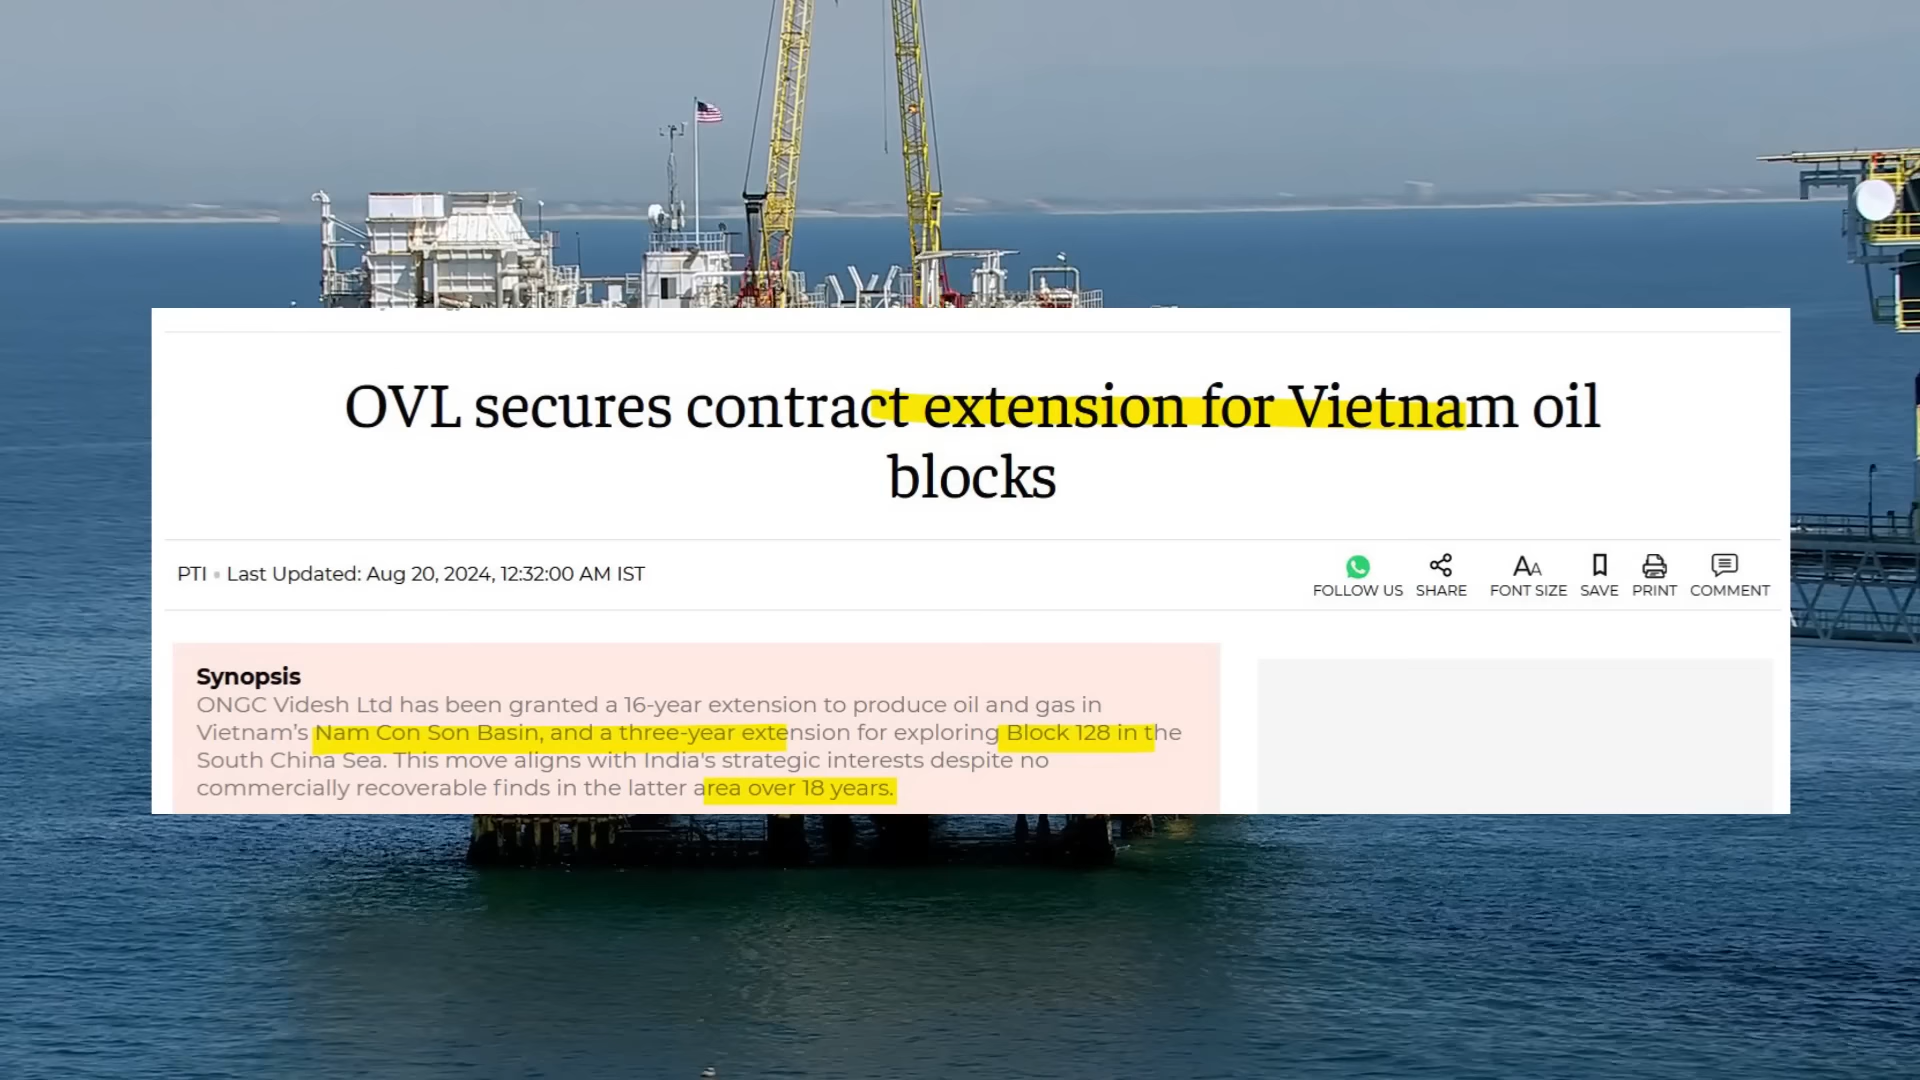 OVL secures contract extension for Vietnam oil
blocks
PTI • Last Updated: Aug 20, 2024, 12:32:00 AM IST
FOLLOW US SHARE FONT SIZE SAVE PRINT COMMENT
Synopsis
ONGC Videsh Ltd has been granted a 16-year extension to produce oil and gas in
Vietnam's Nam Con Son Basin, and a three-year extension for exploring Block 128 in the
South China Sea. This move aligns with India's strategic interests despite no
commercially recoverable finds in the latter area over 18 years.